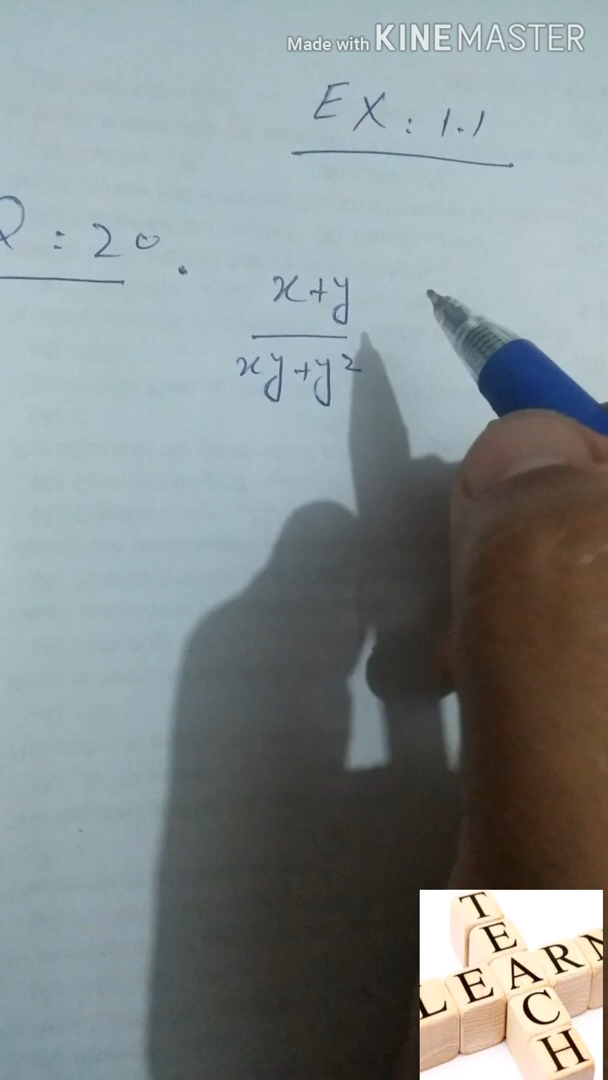 Made with KINEMASTER
EX: 1.1
Q: 20.
x+y
xy+y²
TEACH
LEARN